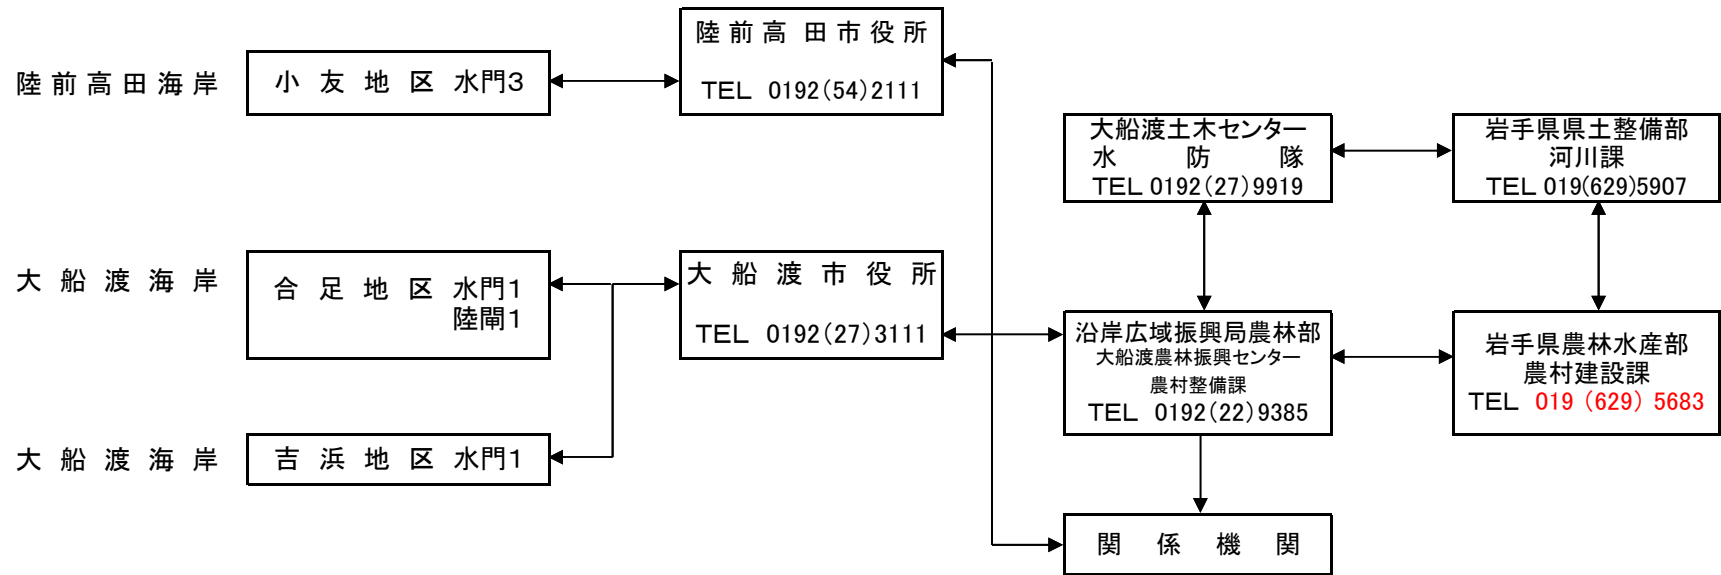 陸前高田海岸
小友地区 水門3
陸前高田市役所
TEL 0192(54)2111
大船渡土木センター
水防隊
TEL 0192(27)9919
岩手県県土整備部
河川課
TEL 019(629)5907
大船渡海岸
合足地区 水門1
陸閘1
大船渡市役所
TEL 0192(27)3111
沿岸広域振興局農林部
大船渡農林振興センター
農村整備課
TEL 0192(22)9385
岩手県農林水産部
農村建設課
TEL 019 (629) 5683
大船渡海岸
吉浜地区 水門1
関係機関